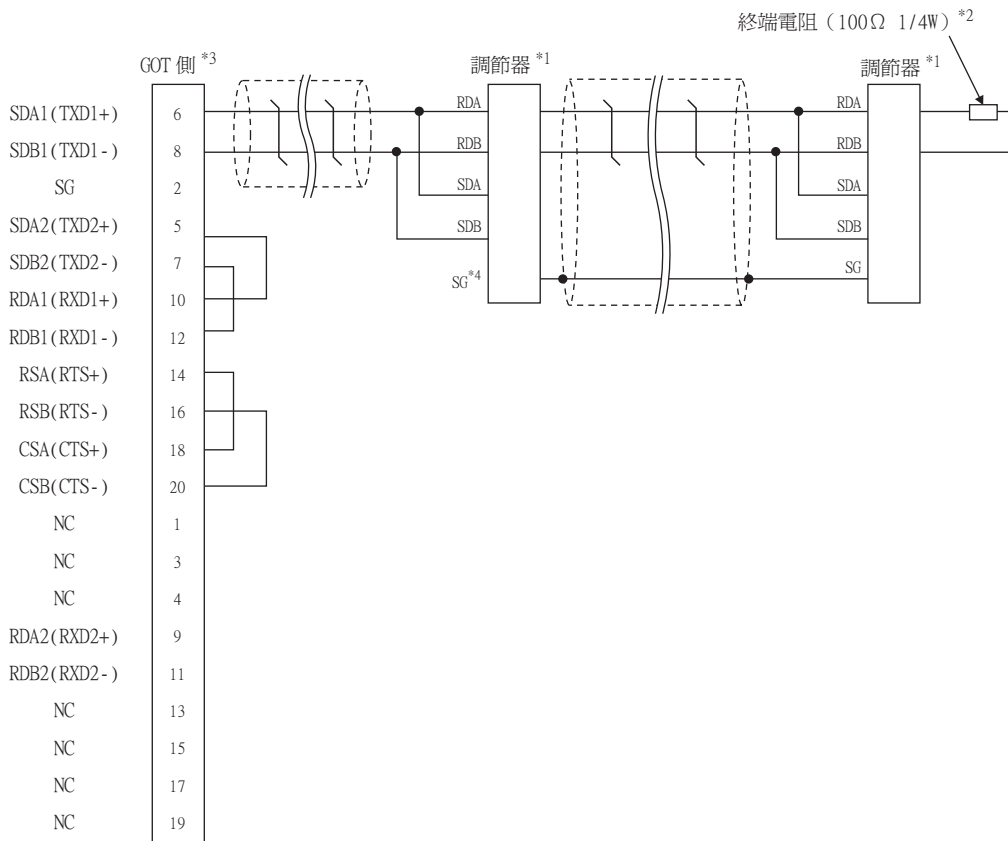 終端電阻（100Ω 1/4W）*2
GOT 側 *3
調節器 *1
調節器 *1
SDA1(TXD1+) 6 RDA RDA
SDB1(TXD1-) 8 RDB RDB
SG 2 SDA SDA
SDA2(TXD2+) 5 SDB SDB
SDB2(TXD2-) 7 SG*4 SG
RDA1(RXD1+) 10
RDB1(RXD1-) 12
RSA(RTS+) 14
RSB(RTS-) 16
CSA(CTS+) 18
CSB(CTS-) 20
NC 1
NC 3
NC 4
RDA2(RXD2+) 9
RDB2(RXD2-) 11
NC 13
NC 15
NC 17
NC 19